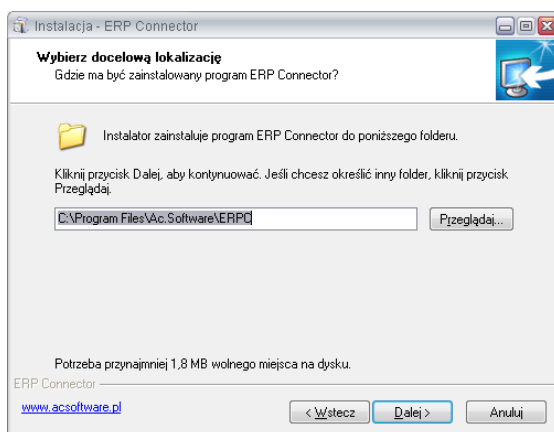 Instalacja - ERP Connector
Wybierz docelową lokalizację
Gdzie ma być zainstalowany program ERP Connector?
Instalator zainstaluje program ERP Connector do poniższego folderu.
Kliknij przycisk Dalej, aby kontynuować. Jeśli chcesz określić inny folder, kliknij przycisk
Przeglądaj.
C:\Program Files\Ac.Software\ERPC
Przeglądaj...
Potrzeba przynajmniej 1,8 MB wolnego miejsca na dysku.
ERP Connector
www.acsoftware.pl
< Wstecz
Dalej >
Anuluj